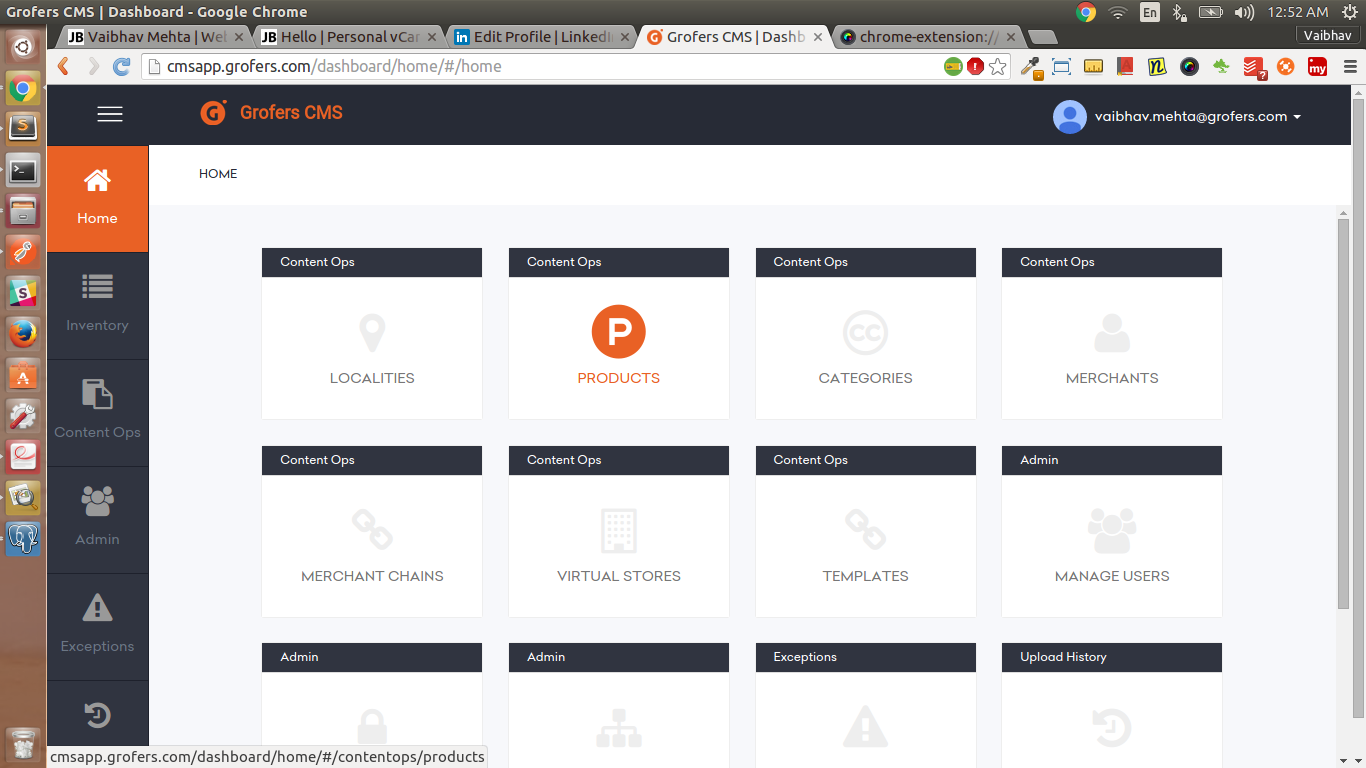 Grofers CMS | Dashboard - Google Chrome
En
12:52 AM
JB Vaibhav Mehta | We
JB Hello | Personal vCar
in Edit Profile | LinkedI
Grofers CMS | Dashb
chrome-extension://
Vaibhav
cmsapp.grofers.com/dashboard/home/#/home
my
Grofers CMS
vaibhav.mehta@grofers.com
Home
Inventory
Content Ops
Admin
Exceptions
HOME
Content Ops
Content Ops
Content Ops
Content Ops
P
CC
LOCALITIES
PRODUCTS
CATEGORIES
MERCHANTS
Content Ops
Content Ops
Content Ops
Admin
MERCHANT CHAINS
VIRTUAL STORES
TEMPLATES
MANAGE USERS
Admin
Admin
Exceptions
Upload History
cmsapp.grofers.com/dashboard/home/#/contentops/products